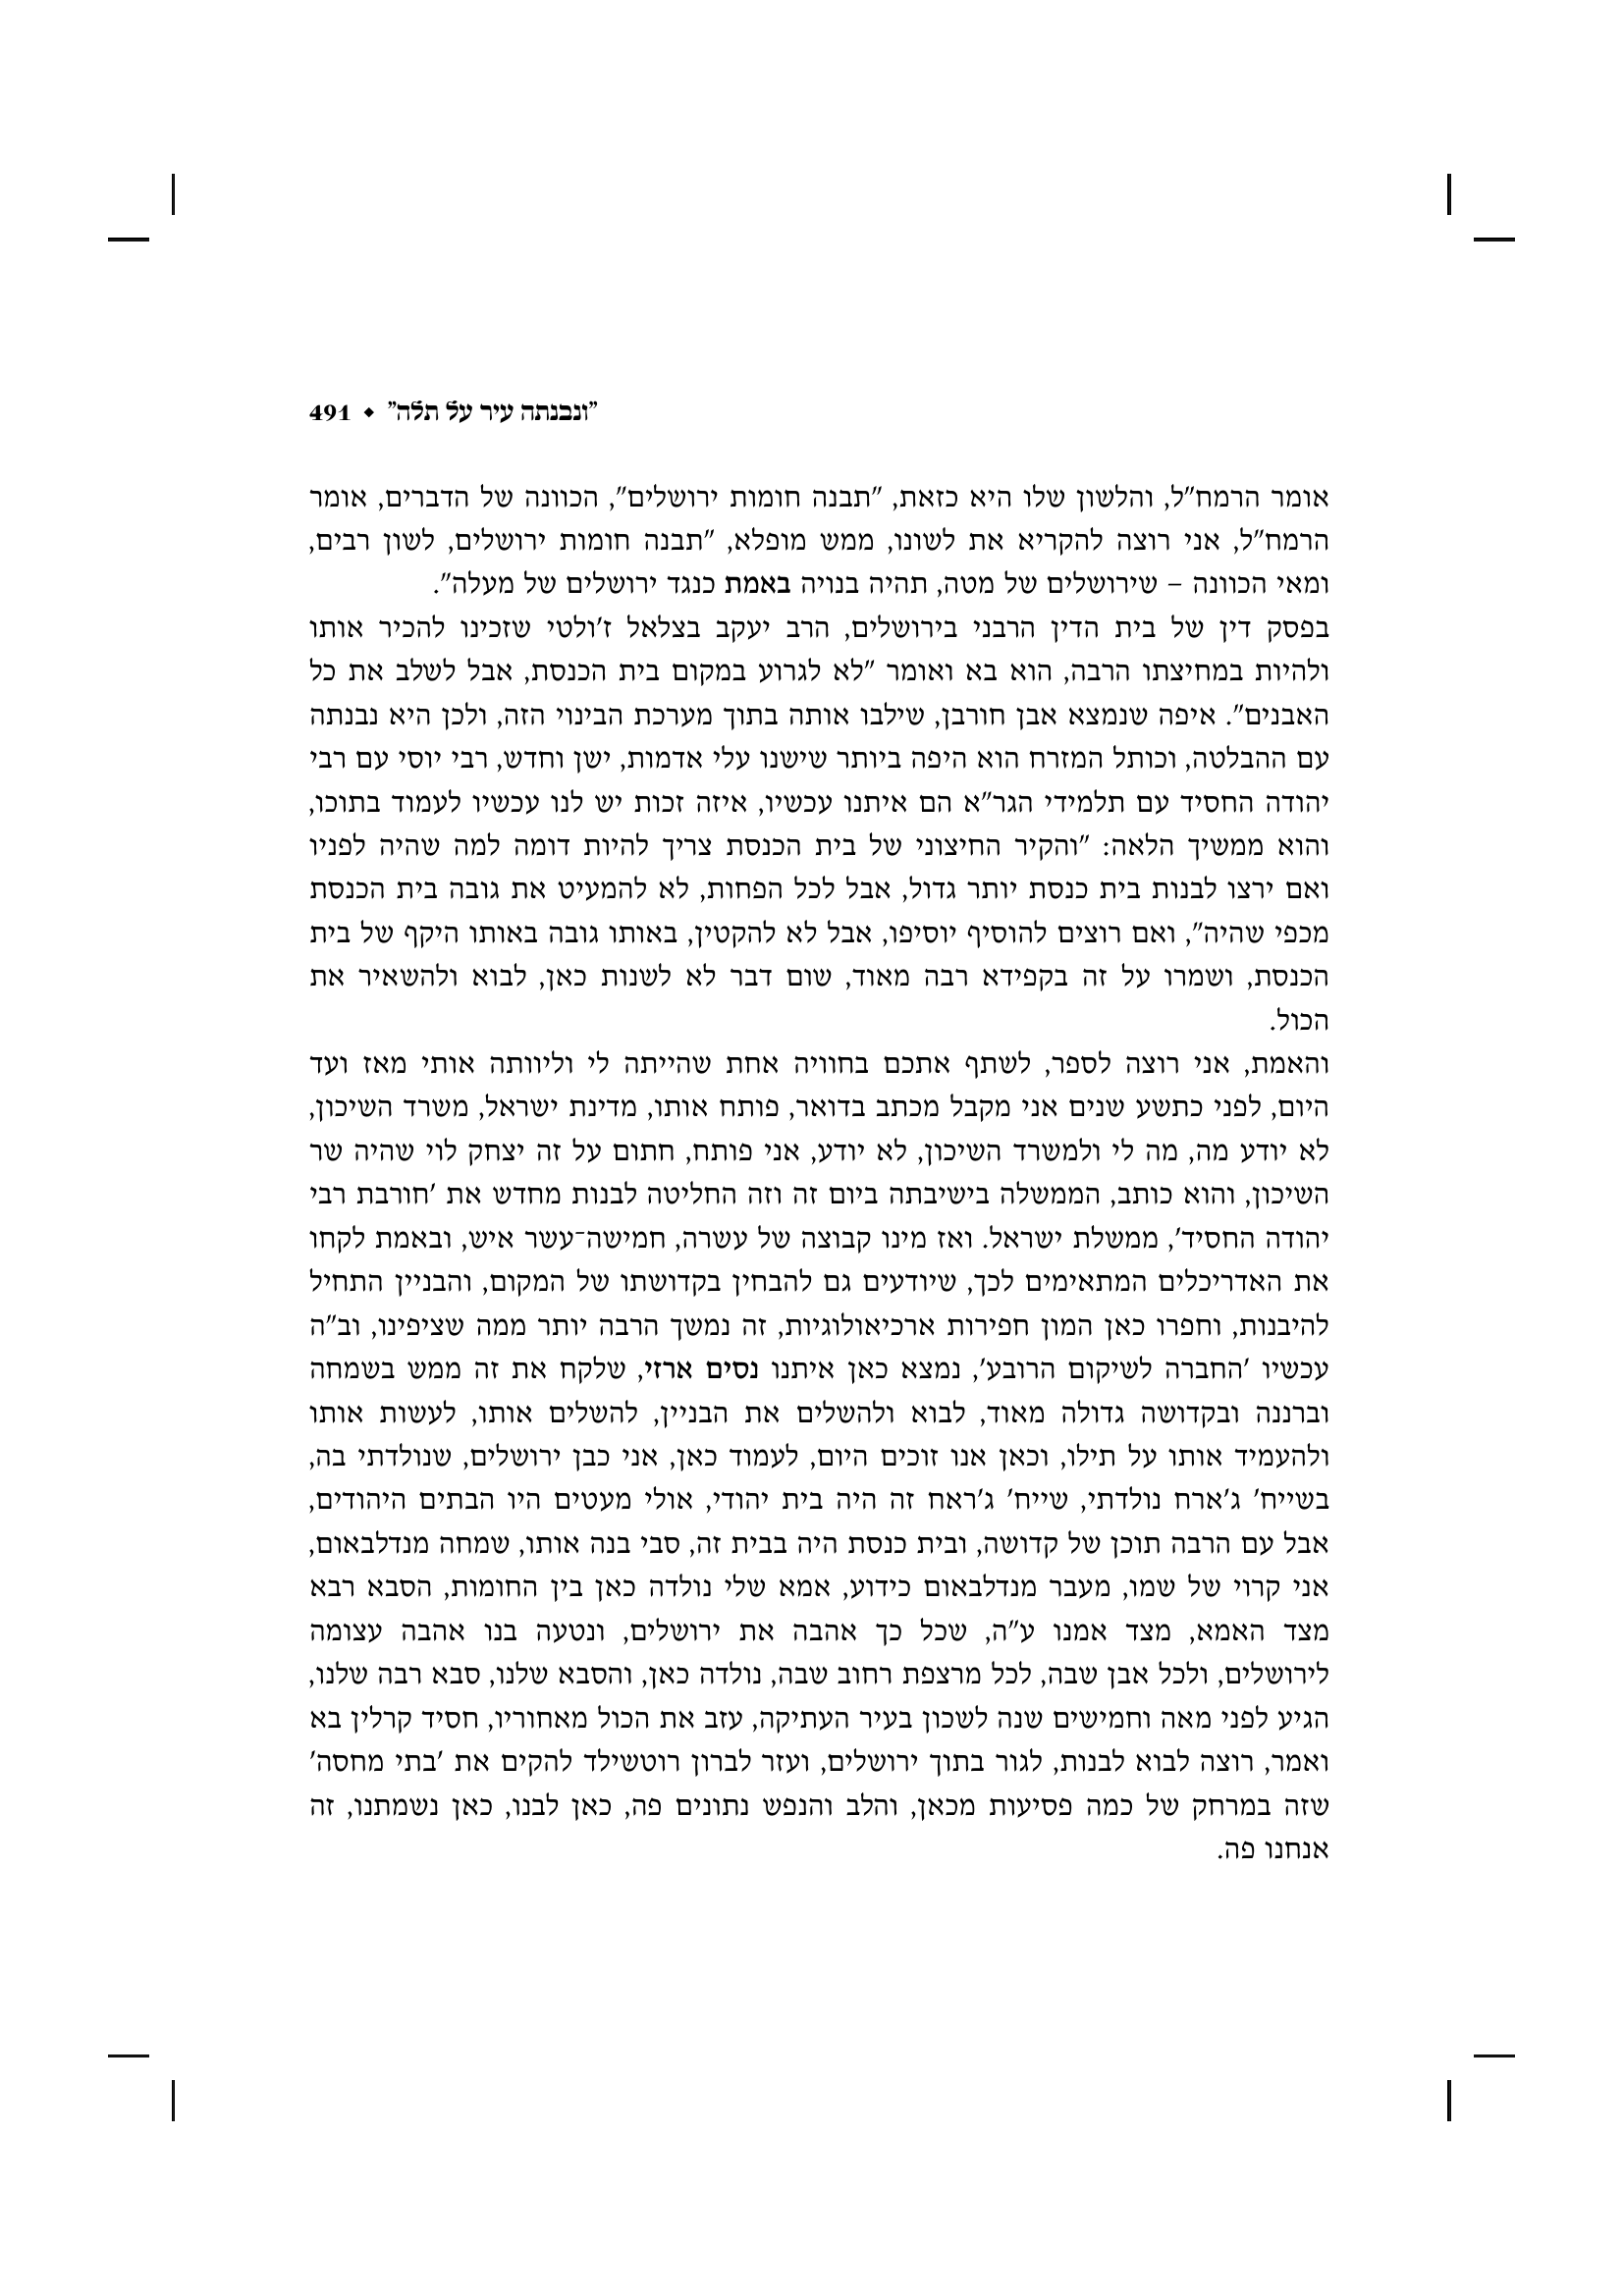 "ונבנתה עיר על תלה" ◆ 491
אומר הרמח"ל, והלשון שלו היא כזאת, "תבנה חומות ירושלים", הכוונה של הדברים, אומר
הרמח"ל, אני רוצה להקריא את לשונו, ממש מופלא, "תבנה חומות ירושלים, לשון רבים,
ומאי הכוונה – שירושלים של מטה, תהיה בנויה באמת כנגד ירושלים של מעלה".
בפסק דין של בית הדין הרבני בירושלים, הרב יעקב בצלאל ז'ולטי שזכינו להכיר אותו
ולהיות במחיצתו הרבה, הוא בא ואומר "לא לגרוע במקום בית הכנסת, אבל לשלב את כל
האבנים". איפה שנמצא אבן חורבן, שילבו אותה בתוך מערכת הבינוי הזה, ולכן היא נבנתה
עם ההבלטה, וכותל המזרח הוא היפה ביותר שישנו עלי אדמות, ישן וחדש, רבי יוסי עם רבי
יהודה החסיד עם תלמידי הגר"א הם איתנו עכשיו, איזה זכות יש לנו עכשיו לעמוד בתוכו,
והוא ממשיך הלאה: "והקיר החיצוני של בית הכנסת צריך להיות דומה למה שהיה לפניו
ואם ירצו לבנות בית כנסת יותר גדול, אבל לכל הפחות, לא להמעיט את גובה בית הכנסת
מכפי שהיה", ואם רוצים להוסיף יוסיפו, אבל לא להקטין, באותו גובה באותו היקף של בית
הכנסת, ושמרו על זה בקפידא רבה מאוד, שום דבר לא לשנות כאן, לבוא ולהשאיר את
הכול.
והאמת, אני רוצה לספר, לשתף אתכם בחוויה אחת שהייתה לי וליוותה אותי מאז ועד
היום, לפני כתשע שנים אני מקבל מכתב בדואר, פותח אותו, מדינת ישראל, משרד השיכון,
לא יודע מה, מה לי ולמשרד השיכון, לא יודע, אני פותח, חתום על זה יצחק לוי שהיה שר
השיכון, והוא כותב, הממשלה בישיבתה ביום זה וזה החליטה לבנות מחדש את 'חורבת רבי
יהודה החסיד', ממשלת ישראל. ואז מינו קבוצה של עשרה, חמישה־עשר איש, ובאמת לקחו
את האדריכלים המתאימים לכך, שיודעים גם להבחין בקדושתו של המקום, והבניין התחיל
להיבנות, וחפרו כאן המון חפירות ארכיאולוגיות, זה נמשך הרבה יותר ממה שציפינו, וב"ה
עכשיו 'החברה לשיקום הרובע', נמצא כאן איתנו נסים ארזי, שלקח את זה ממש בשמחה
וברננה ובקדושה גדולה מאוד, לבוא ולהשלים את הבניין, להשלים אותו, לעשות אותו
ולהעמיד אותו על תילו, וכאן אנו זוכים היום, לעמוד כאן, אני כבן ירושלים, שנולדתי בה,
בשייח' ג'ארח נולדתי, שייח' ג'ראח זה היה בית יהודי, אולי מעטים היו הבתים היהודים,
אבל עם הרבה תוכן של קדושה, ובית כנסת היה בבית זה, סבי בנה אותו, שמחה מנדלבאום,
אני קרוי של שמו, מעבר מנדלבאום כידוע, אמא שלי נולדה כאן בין החומות, הסבא רבא
מצד האמא, מצד אמנו ע"ה, שכל כך אהבה את ירושלים, ונטעה בנו אהבה עצומה
לירושלים, ולכל אבן שבה, לכל מרצפת רחוב שבה, נולדה כאן, והסבא שלנו, סבא רבה שלנו,
הגיע לפני מאה וחמישים שנה לשכון בעיר העתיקה, עזב את הכול מאחוריו, חסיד קרלין בא
ואמר, רוצה לבוא לבנות, לגור בתוך ירושלים, ועזר לברון רוטשילד להקים את 'בתי מחסה'
שזה במרחק של כמה פסיעות מכאן, והלב והנפש נתונים פה, כאן לבנו, כאן נשמתנו, זה
אנחנו פה.